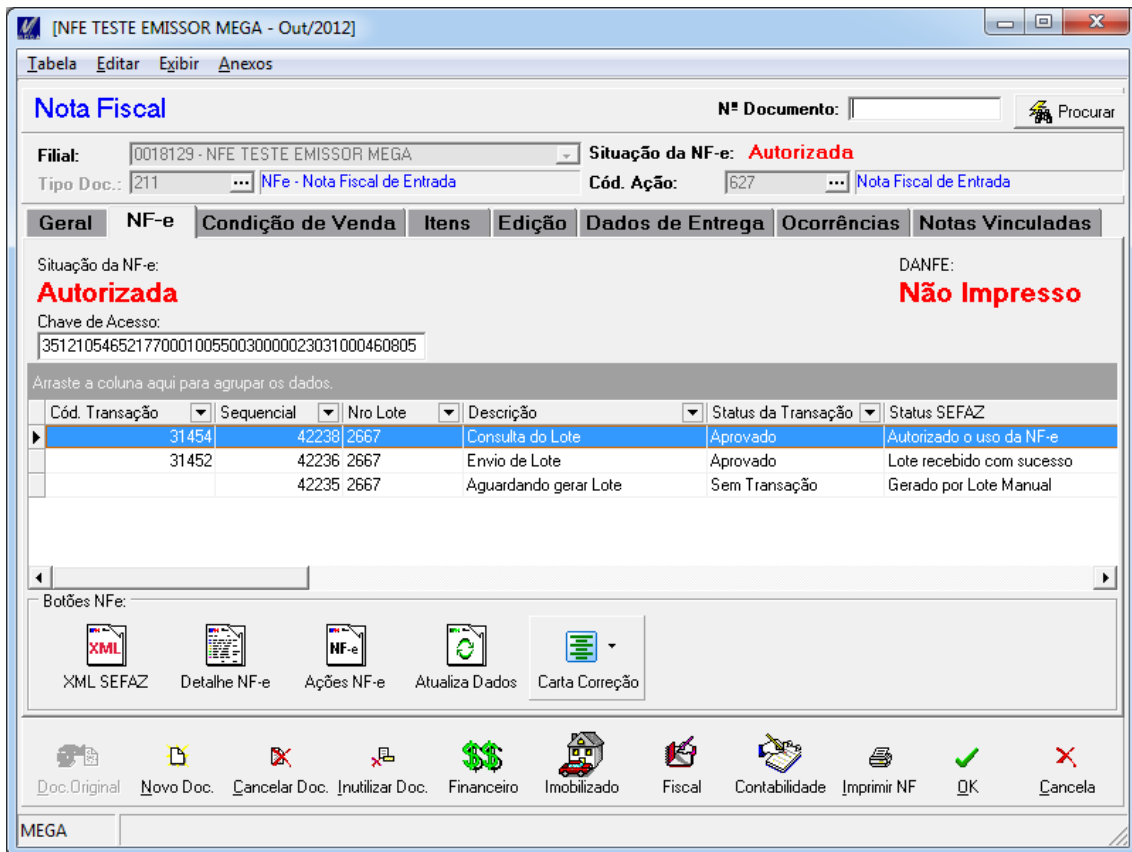 [NFE TESTE EMISSOR MEGA - Out/2012]
Tabela Editar Exibir Anexos
Nota Fiscal Nº Documento: Procurar
Filial: 0018129 - NFE TESTE EMISSOR MEGA Situação da NF-e: Autorizada
Tipo Doc.: 211 ... NFe - Nota Fiscal de Entrada Cód. Ação: 627 ... Nota Fiscal de Entrada
Geral NF-e Condição de Venda Itens Edição Dados de Entrega Ocorrências Notas Vinculadas
Situação da NF-e: DANFE:
Autorizada Não Impresso
Chave de Acesso:
35121054652177000100550030000023031000460805
Arraste a coluna aqui para agrupar os dados.
Cód. Transação Sequencial Nro Lote Descrição Status da Transação Status SEFAZ
31454 42238 2667 Consulta do Lote Aprovado Autorizado o uso da NF-e
31452 42236 2667 Envio de Lote Aprovado Lote recebido com sucesso
42235 2667 Aguardando gerar Lote Sem Transação Gerado por Lote Manual
Botões NFe:
XML NF-e
XML SEFAZ Detalhe NF-e Ações NF-e Atualiza Dados Carta Correção
Doc.Original Novo Doc. Cancelar Doc. Inutilizar Doc. Financeiro Imobilizado Fiscal Contabilidade Imprimir NF OK Cancela
MEGA